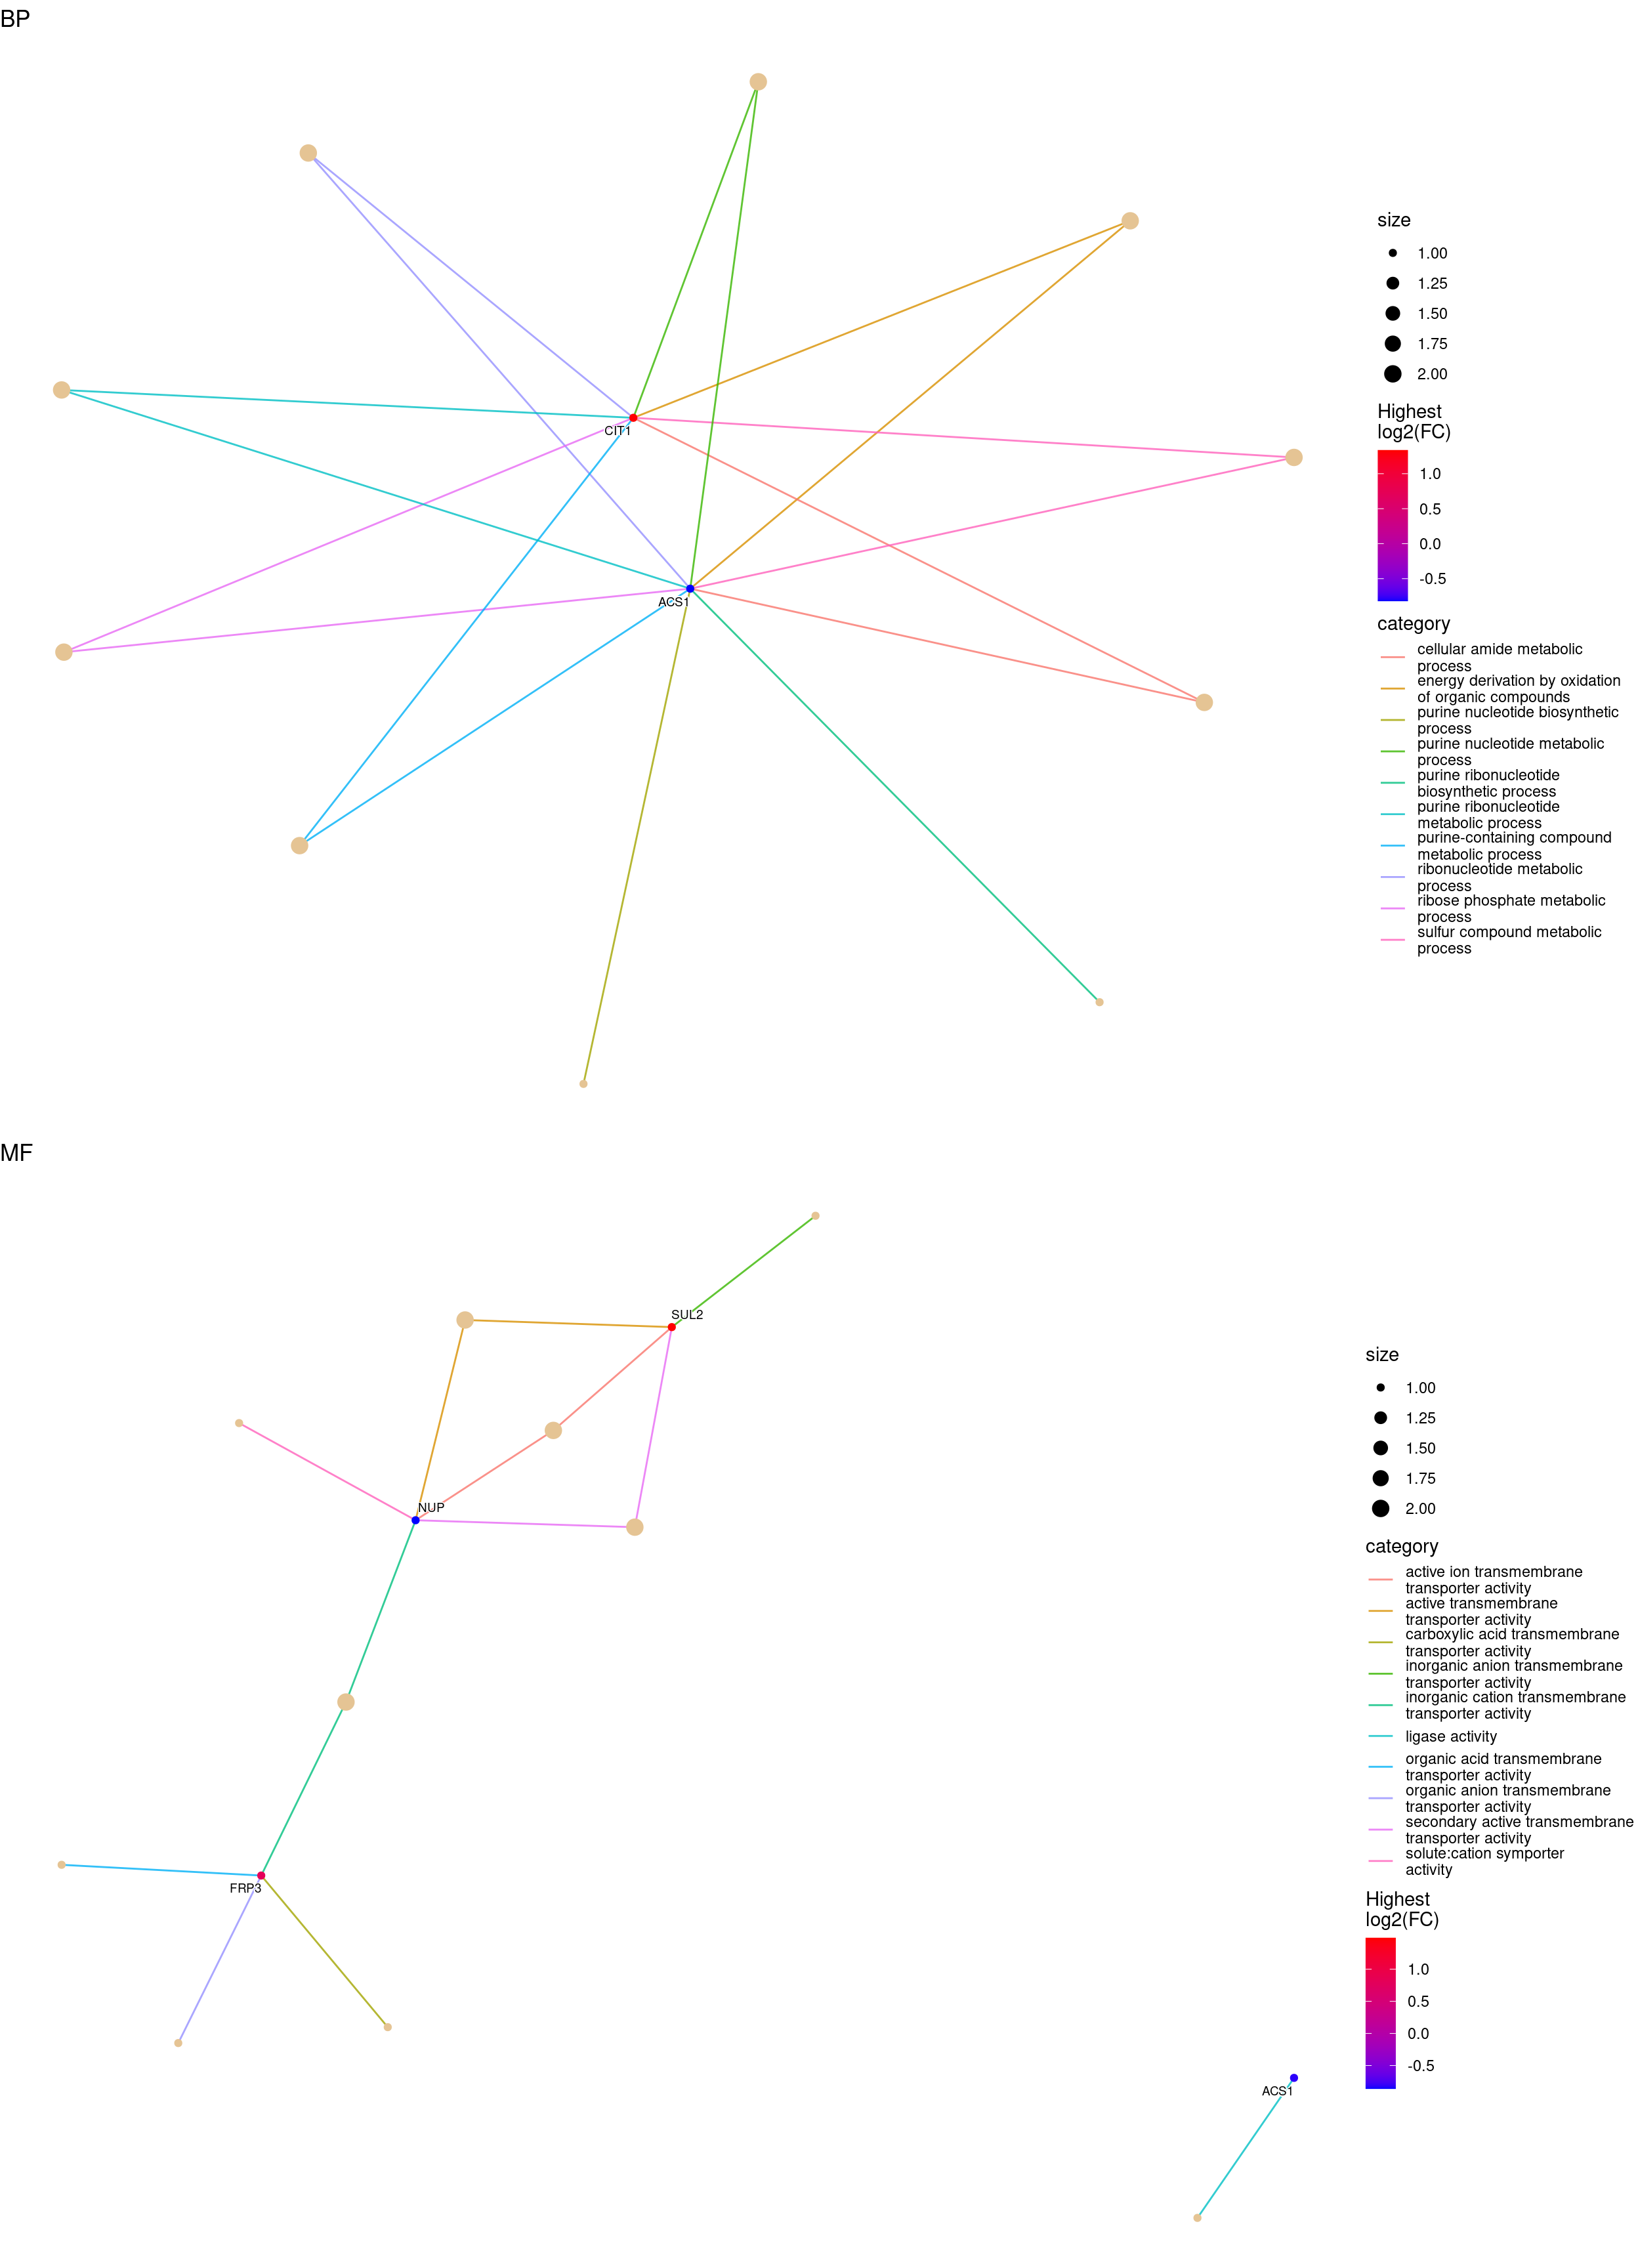 BP
CIT1
ACS1
size
1.00
1.25
1.50
1.75
2.00
Highest
log2(FC)
1.0
0.5
0.0
-0.5
category
cellular amide metabolic
process
energy derivation by oxidation
of organic compounds
purine nucleotide biosynthetic
process
purine nucleotide metabolic
process
purine ribonucleotide
biosynthetic process
purine ribonucleotide
metabolic process
purine-containing compound
metabolic process
ribonucleotide metabolic
process
ribose phosphate metabolic
process
sulfur compound metabolic
process
MF
SUL2
NUP
FRP3
ACS1
size
1.00
1.25
1.50
1.75
2.00
category
active ion transmembrane
transporter activity
active transmembrane
transporter activity
carboxylic acid transmembrane
transporter activity
inorganic anion transmembrane
transporter activity
inorganic cation transmembrane
transporter activity
ligase activity
organic acid transmembrane
transporter activity
organic anion transmembrane
transporter activity
secondary active transmembrane
transporter activity
solute:cation symporter
activity
Highest
log2(FC)
1.0
0.5
0.0
-0.5